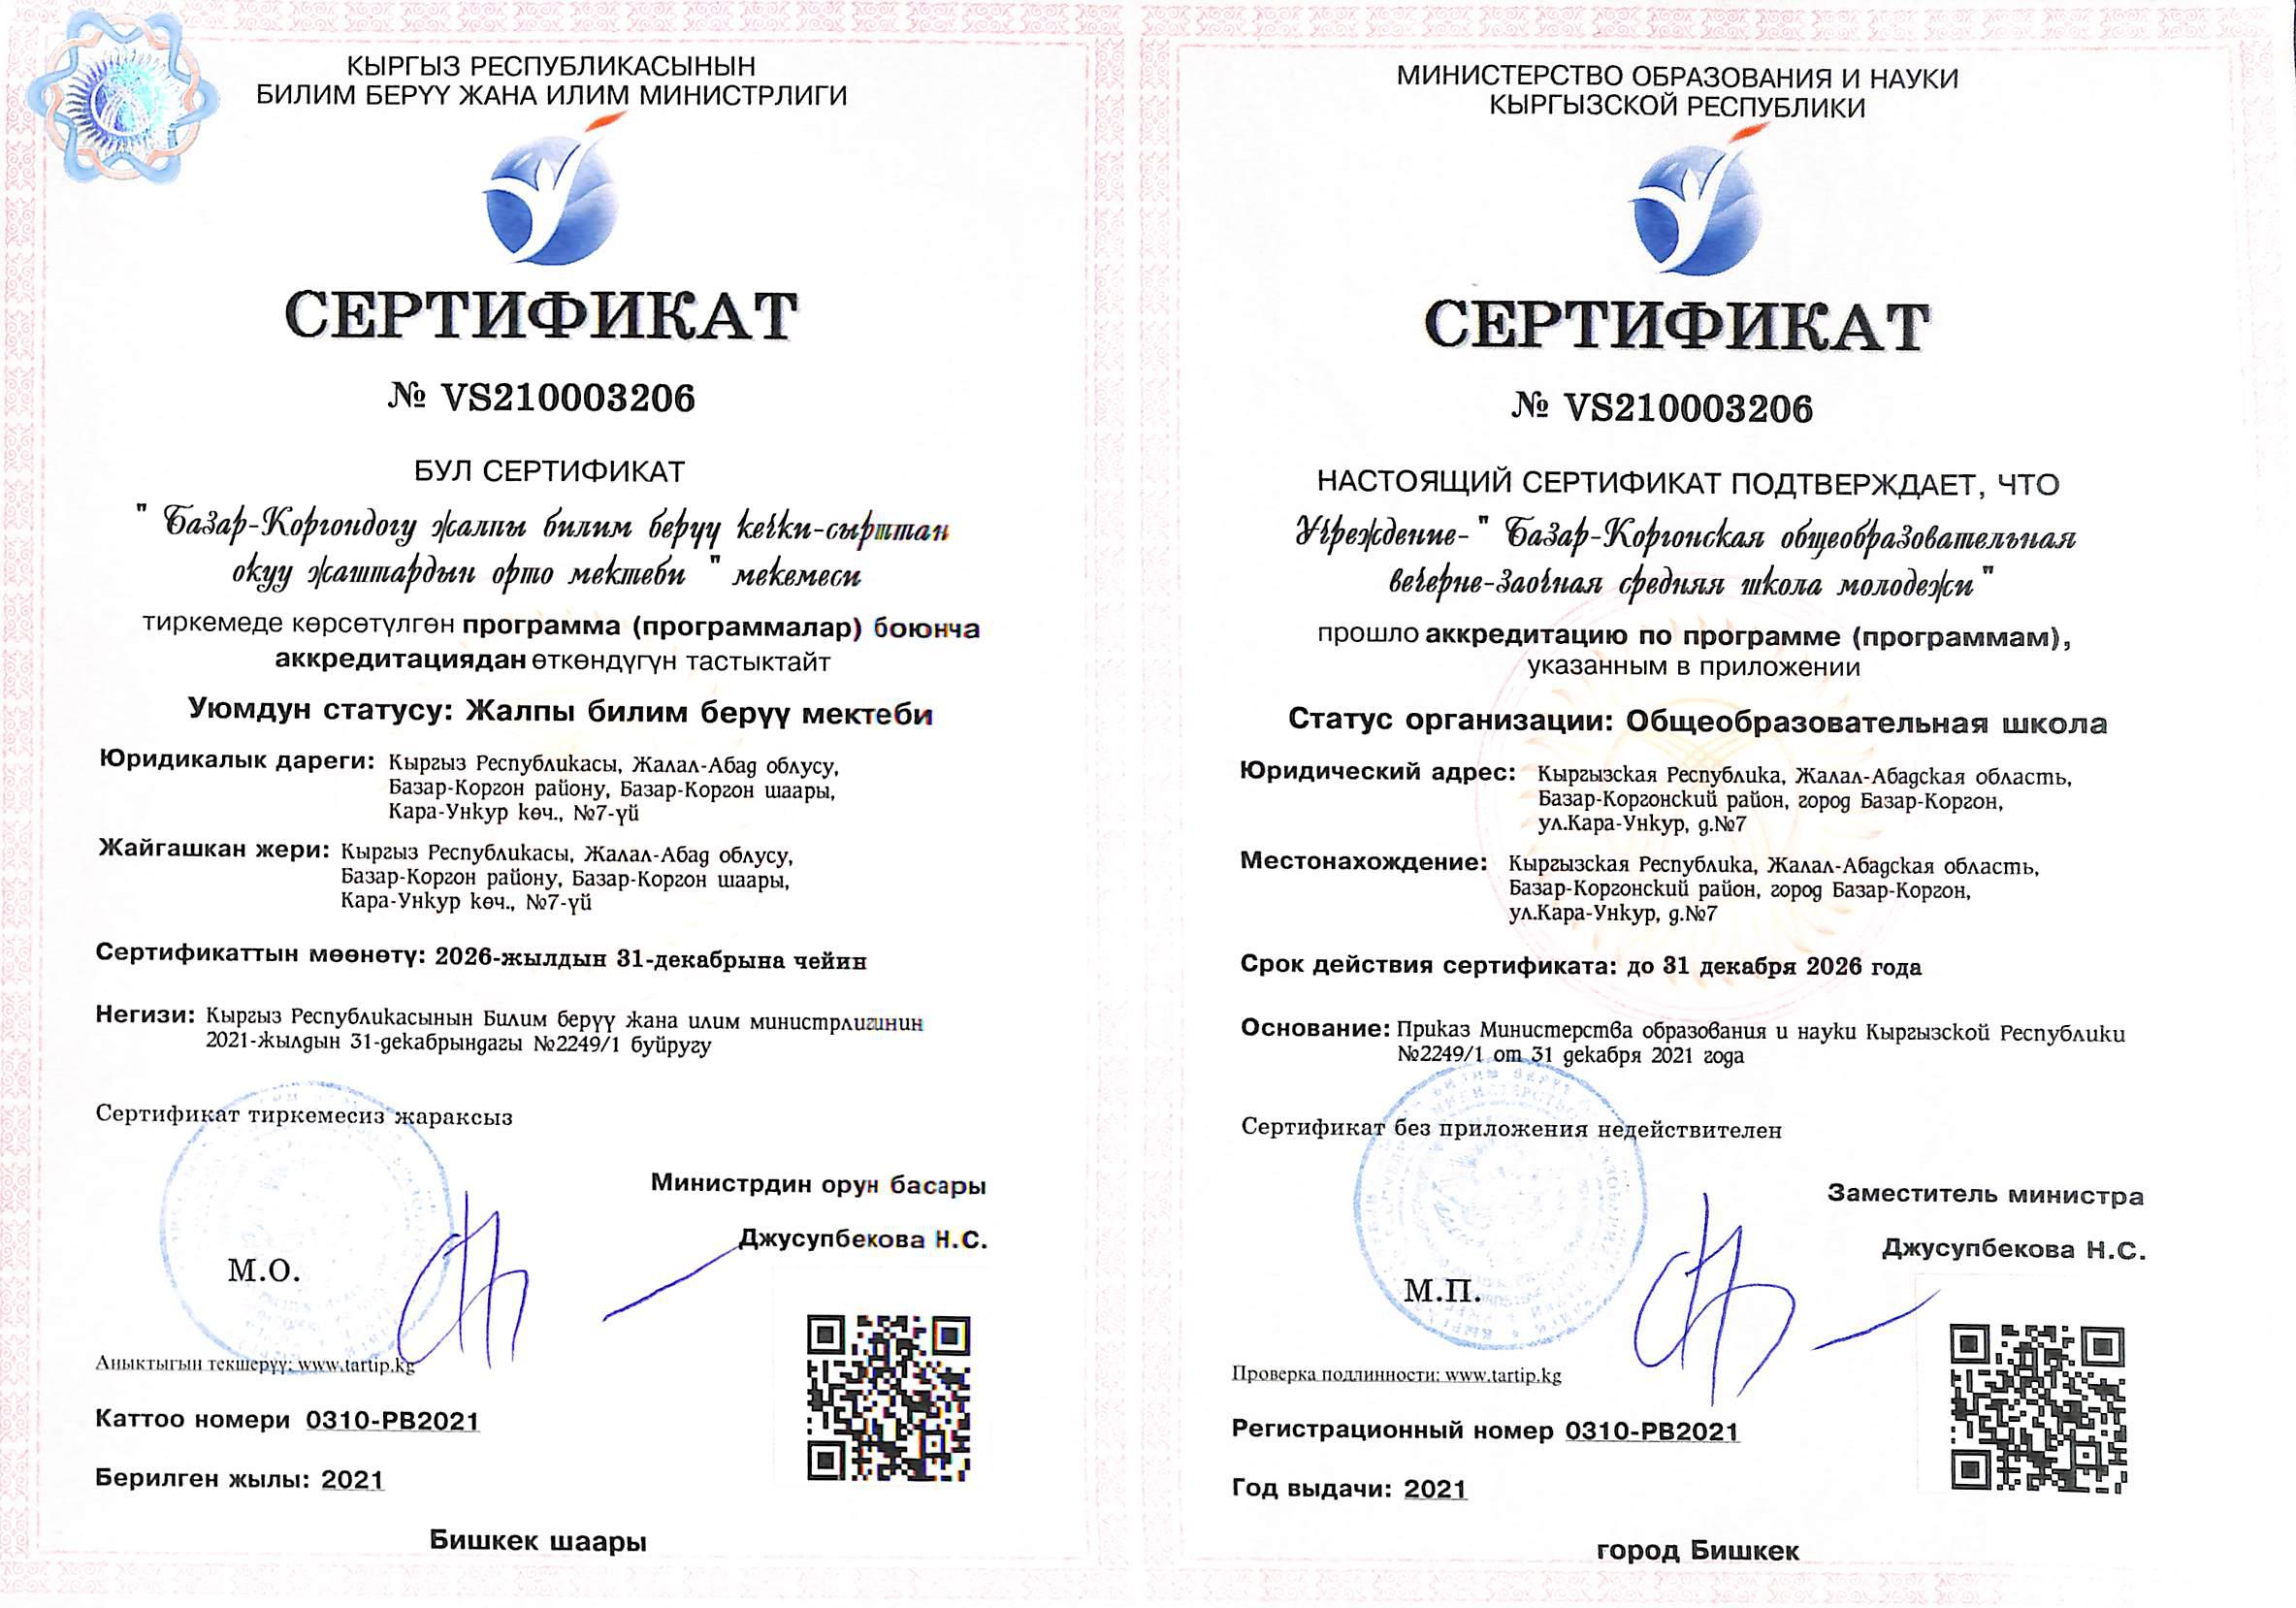 КЫРГЫЗ РЕСПУБЛИКАСЫНЫН
БИЛИМ БЕРҮҮ ЖАНА ИЛИМ МИНИСТРЛИГИ
СЕРТИФИКАТ
№ VS210003206
БУЛ СЕРТИФИКАТ
" Базар-Коргондогу жалпы билим берүү кечки-сырттан
окуу жаштардын орто мектеби " мекемеси
тиркемеде көрсөтүлгөн программа (программалар) боюнча
аккредитациядан өткөндүгүн тастыктайт
Уюмдун статусу: Жалпы билим берүү мектеби
Юридикалык дареги: Кыргыз Республикасы, Жалал-Абад облусу,
Базар-Коргон району, Базар-Коргон шаары,
Кара-Ункур көч., №7-үй
Жайгашкан жери: Кыргыз Республикасы, Жалал-Абад облусу,
Базар-Коргон району, Базар-Коргон шаары,
Кара-Ункур көч., №7-үй
Сертификаттын мөөнөтү: 2026-жылдын 31-декабрына чейин
Негизи: Кыргыз Республикасынын Билим берүү жана илим министрлигинин
2021-жылдын 31-декабрындагы №2249/1 буйругу
Сертификат тиркемесиз жараксыз
Министрдин орун басары
Джусупбекова Н.С.
М.О.
Аныктыгын текшерүү: www.tartip.kg
Каттоо номери 0310-PB2021
Берилген жылы: 2021
Бишкек шаары
МИНИСТЕРСТВО ОБРАЗОВАНИЯ И НАУКИ
КЫРГЫЗСКОЙ РЕСПУБЛИКИ
СЕРТИФИКАТ
№ VS210003206
НАСТОЯЩИЙ СЕРТИФИКАТ ПОДТВЕРЖДАЕТ, ЧТО
Учреждение-" Базар-Коргонская общеобразовательная
вечерне-заочная средняя школа молодежи"
прошло аккредитацию по программе (программам),
указанным в приложении
Статус организации: Общеобразовательная школа
Юридический адрес: Кыргызская Республика, Жалал-Абадская область,
Базар-Коргонский район, город Базар-Коргон,
ул.Кара-Ункур, д.№7
Местонахождение: Кыргызская Республика, Жалал-Абадская область,
Базар-Коргонский район, город Базар-Коргон,
ул.Кара-Ункур, д.№7
Срок действия сертификата: до 31 декабря 2026 года
Основание: Приказ Министерства образования и науки Кыргызской Республики
№2249/1 от 31 декабря 2021 года
Сертификат без приложения недействителен
Заместитель министра
Джусупбекова Н.С.
М.П.
Проверка подлинности: www.tartip.kg
Регистрационный номер 0310-PB2021
Год выдачи: 2021
город Бишкек